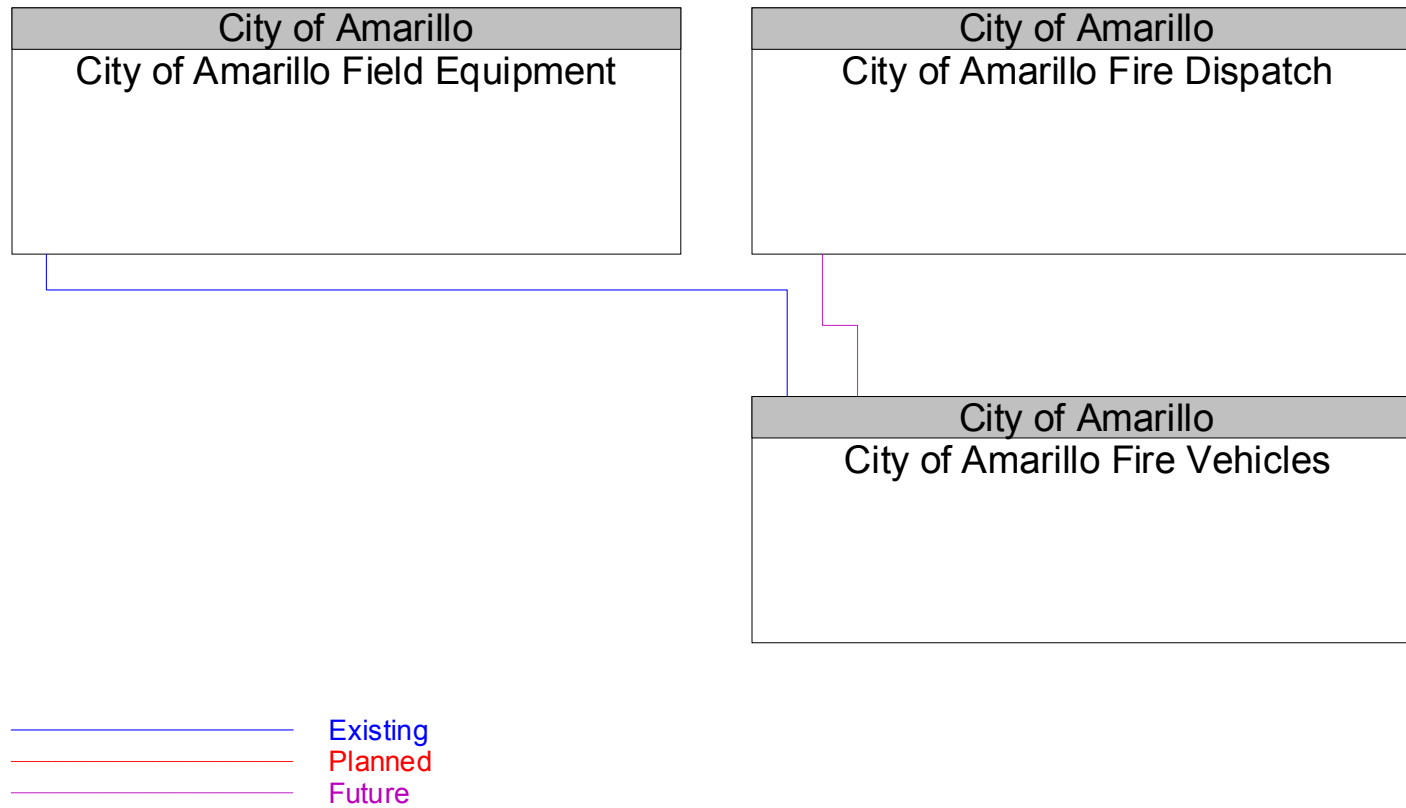 City of Amarillo
City of Amarillo Field Equipment
City of Amarillo
City of Amarillo Fire Dispatch
City of Amarillo
City of Amarillo Fire Vehicles
Existing
Planned
Future